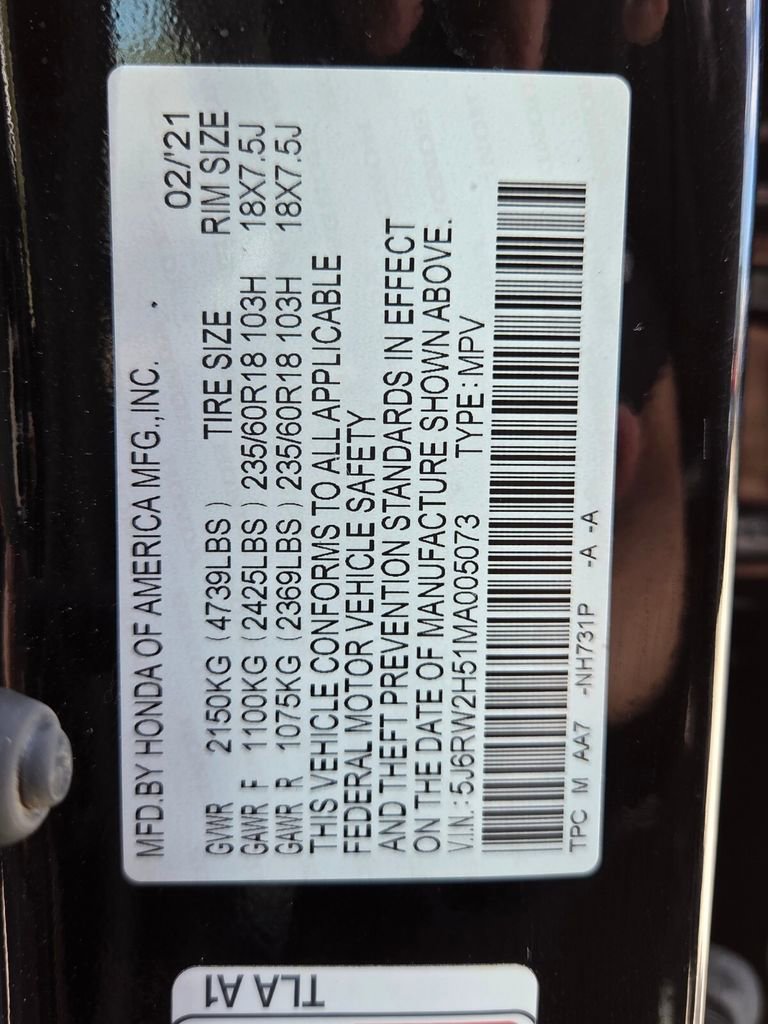 MFD.BY HONDA OF AMERICA MFG.,INC. 02/'21
GVWR 2150KG (4739LBS) TIRE SIZE RIM SIZE
GAWR F 1100KG (2425LBS) 235/60R18 103H 18X7.5J
GAWR R 1075KG (2369LBS) 235/60R18 103H 18X7.5J
THIS VEHICLE CONFORMS TO ALL APPLICABLE
FEDERAL MOTOR VEHICLE SAFETY
AND THEFT PREVENTION STANDARDS IN EFFECT
ON THE DATE OF MANUFACTURE SHOWN ABOVE.
V.I.N.: 5J6RW2H51MA005073 TYPE: MPV
TPC M AA7 -NH731P -A -A
TLA A1